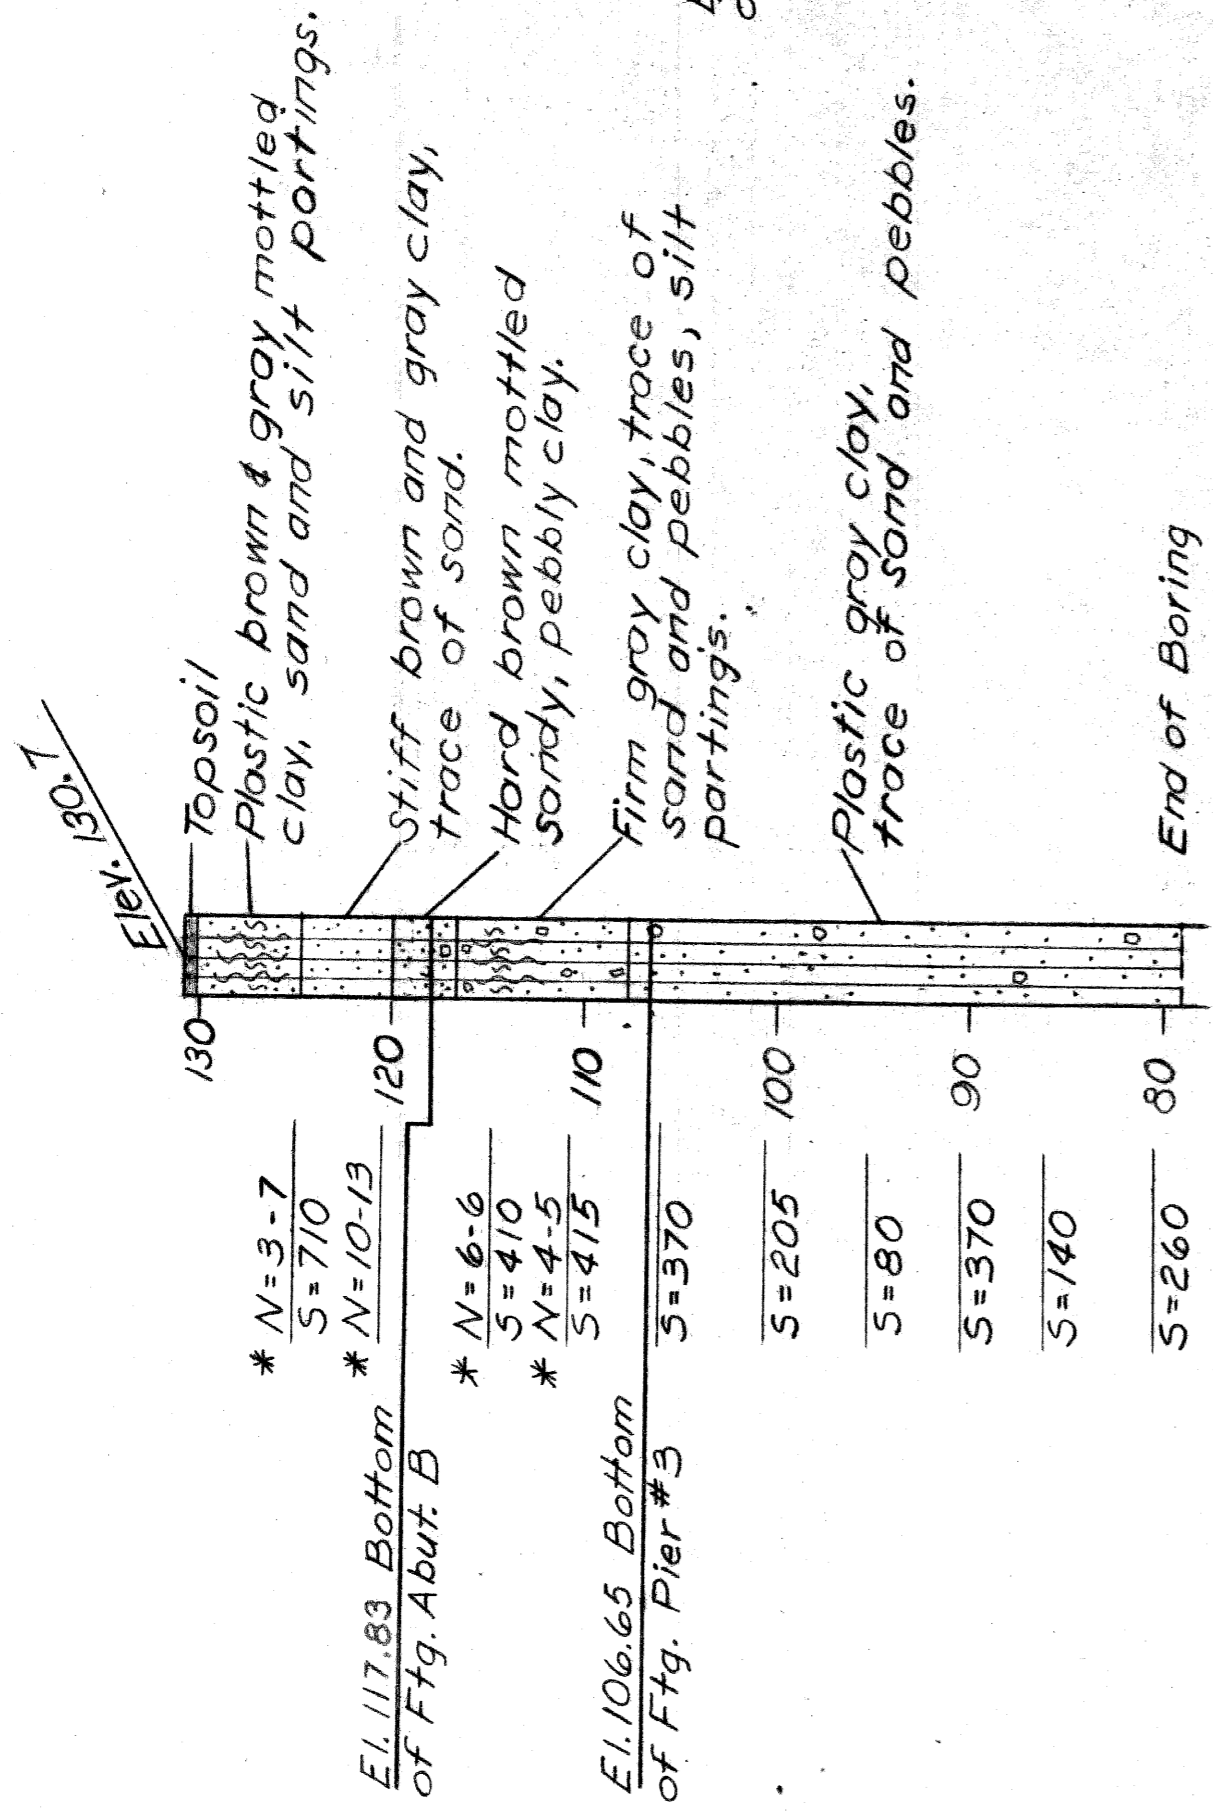 Elev. 130.7
Topsoil
Plastic brown & gray mottled
clay, sand and silt partings.
Stiff brown and gray clay,
trace of sand.
Hard brown mottled
sandy, pebbly clay.
Firm gray clay, trace of
sand and pebbles, silt
partings.
Plastic gray clay,
trace of sand and pebbles.
End of Boring
130
120
110
100
90
80
* N=3-7
S=710
* N=10-13
* N=6-6
S=410
* N=4-5
S=415
S=370
S=205
S=80
S=370
S=140
S=260
El. 117.83 Bottom
of Ftg. Abut. B
El. 106.65 Bottom
of Ftg. Pier #3